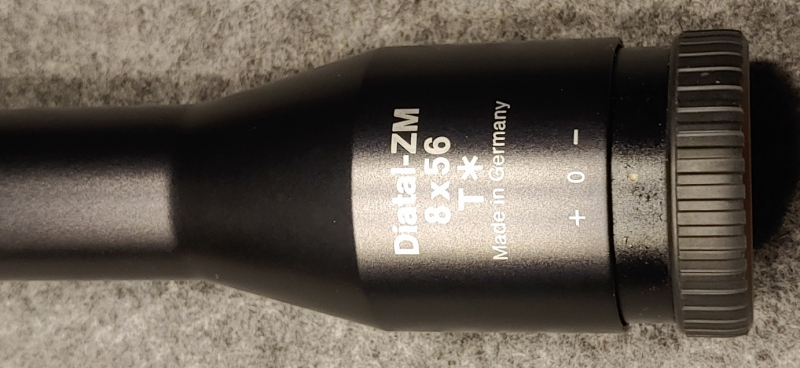 Diatal-ZM
8x56
T*
Made in Germany
+ 0 −